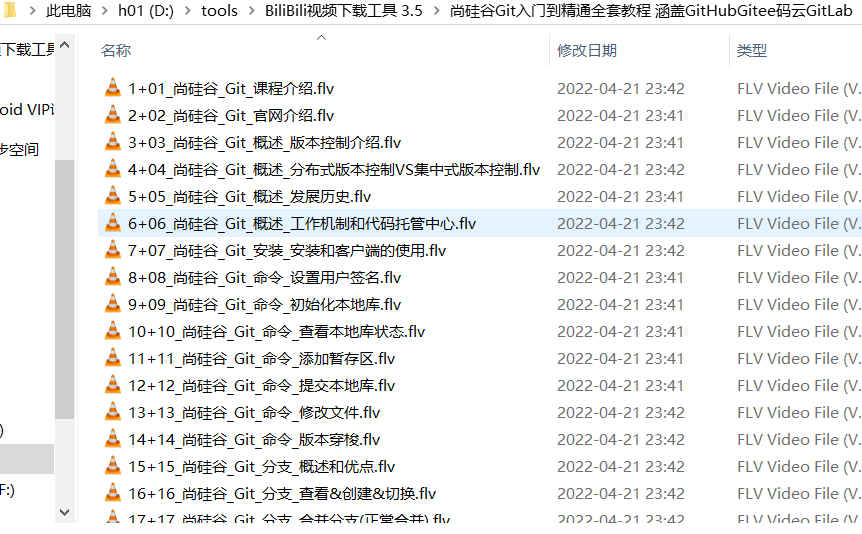 此电脑 > h01 (D:) > tools > BiliBili视频下载工具 3.5 > 尚硅谷Git入门到精通全套教程 涵盖GitHubGitee码云GitLab
下载工具
名称 修改日期 类型
1+01_尚硅谷_Git_课程介绍.flv 2022-04-21 23:42 FLV Video File (V.
oid VIP
2+02_尚硅谷_Git_官网介绍.flv 2022-04-21 23:42 FLV Video File (V.
3+03_尚硅谷_Git_概述_版本控制介绍.flv 2022-04-21 23:41 FLV Video File (V.
步空间
4+04_尚硅谷_Git_概述_分布式版本控制VS集中式版本控制.flv 2022-04-21 23:42 FLV Video File (V.
5+05_尚硅谷_Git_概述_发展历史.flv 2022-04-21 23:41 FLV Video File (V.
6+06_尚硅谷_Git_概述_工作机制和代码托管中心.flv 2022-04-21 23:42 FLV Video File (V.
7+07_尚硅谷_Git_安装_安装和客户端的使用.flv 2022-04-21 23:42 FLV Video File (V.
8+08_尚硅谷_Git_命令_设置用户签名.flv 2022-04-21 23:41 FLV Video File (V.
9+09_尚硅谷_Git_命令_初始化本地库.flv 2022-04-21 23:41 FLV Video File (V.
10+10_尚硅谷_Git_命令_查看本地库状态.flv 2022-04-21 23:41 FLV Video File (V.
11+11_尚硅谷_Git_命令_添加暂存区.flv 2022-04-21 23:41 FLV Video File (V.
12+12_尚硅谷_Git_命令_提交本地库.flv 2022-04-21 23:41 FLV Video File (V.
13+13_尚硅谷_Git_命令_修改文件.flv 2022-04-21 23:42 FLV Video File (V.
)
14+14_尚硅谷_Git_命令_版本穿梭.flv 2022-04-21 23:42 FLV Video File (V.
15+15_尚硅谷_Git_分支_概述和优点.flv 2022-04-21 23:42 FLV Video File (V.
F:)
16+16_尚硅谷_Git_分支_查看&创建&切换.flv 2022-04-21 23:42 FLV Video File (V.
17+17_尚硅谷_Git_分支_合并分支(正常合并).flv 2022-04-21 23:42 FLV Video File (V.